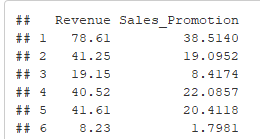 ##   Revenue Sales_Promotion
## 1   78.61         38.5140
## 2   41.25         19.0952
## 3   19.15          8.4174
## 4   40.52         22.0857
## 5   41.61         20.4118
## 6    8.23          1.7981